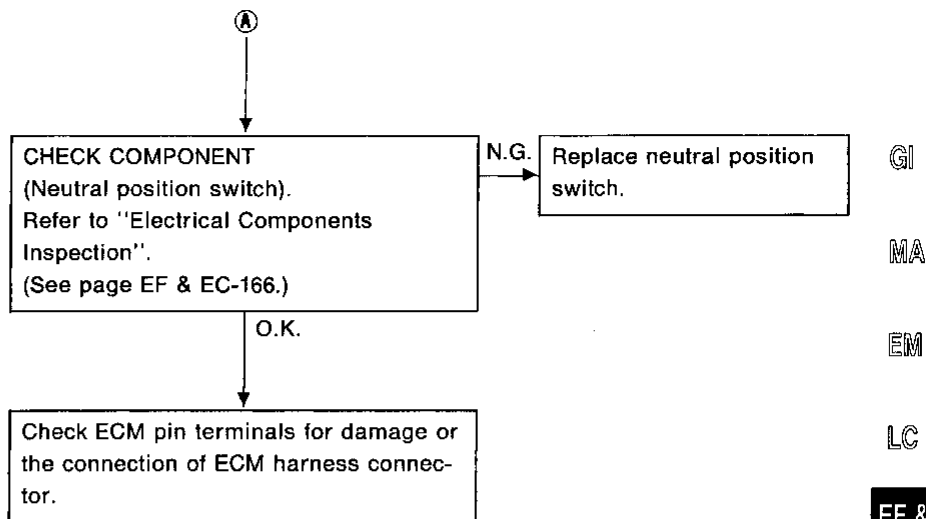 A
CHECK COMPONENT
(Neutral position switch).
Refer to "Electrical Components
Inspection".
(See page EF & EC-166.)
N.G.
Replace neutral position
switch.
O.K.
Check ECM pin terminals for damage or
the connection of ECM harness connec-
tor.
GI
MA
EM
LC
EF &